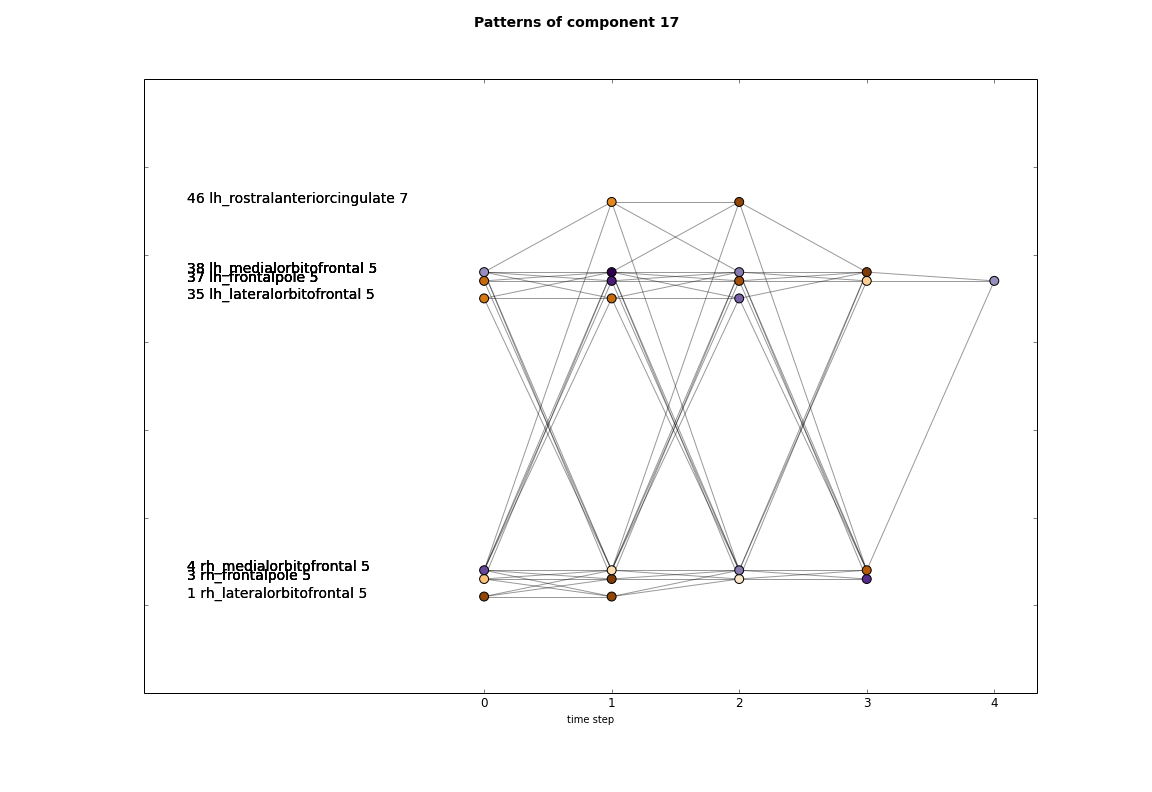 Patterns of component 17
46 lh_rostralanteriorcingulate 7
38 lh_medialorbitofrontal 5
37 lh_frontalpole 5
35 lh_lateralorbitofrontal 5
4 rh_medialorbitofrontal 5
3 rh_frontalpole 5
1 rh_lateralorbitofrontal 5
0 1 2 3 4
time step